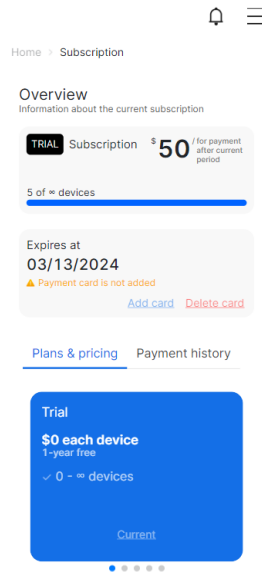 Home > Subscription
Overview
Information about the current subscription
TRIAL Subscription
$ 50 / for payment
after current
period
5 of ∞ devices
Expires at
03/13/2024
Payment card is not added
Add card Delete card
Plans & pricing Payment history
Trial
$0 each device
1-year free
✓ 0 - ∞ devices
Current